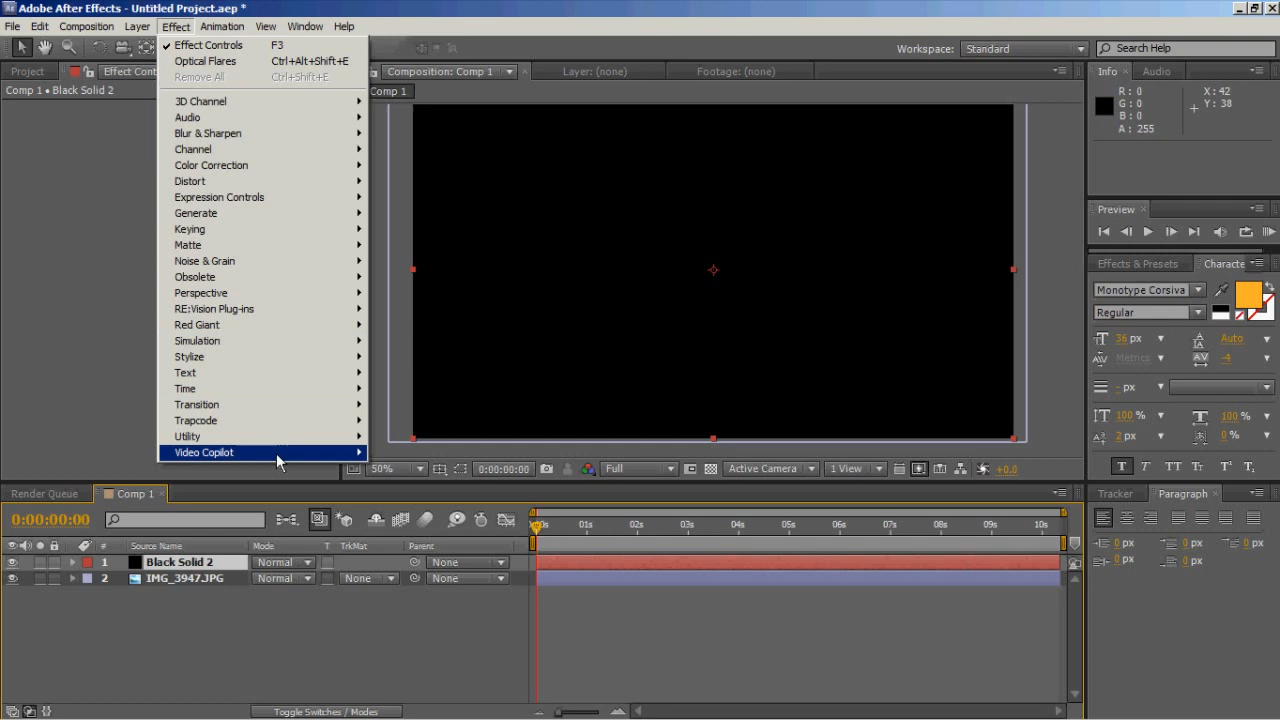 Adobe After Effects - Untitled Project.aep *
File Edit Composition Layer Effect Animation View Window Help
Workspace: Standard Search Help
Project Effect Cont Composition: Comp 1 Layer: (none) Footage: (none) Info Audio
Comp 1 • Black Solid 2
Comp 1
Effect Controls F3
Optical Flares Ctrl+Alt+Shift+E
Remove All Ctrl+Shift+E
3D Channel
Audio
Blur & Sharpen
Channel
Color Correction
Distort
Expression Controls
Generate
Keying
Matte
Noise & Grain
Obsolete
Perspective
RE:Vision Plug-ins
Red Giant
Simulation
Stylize
Text
Time
Transition
Trapcode
Utility
Video Copilot
R: 0 X: 42
G: 0 Y: 38
B: 0
A: 255
Preview
Effects & Presets Characte
Monotype Corsiva
Regular
36 px Auto
Metrics -4
- px
100 % 100 %
2 px 0 %
T T TT Tt T¹ T₁
50% 0:00:00:00 Full Active Camera 1 View +0.0
Render Queue Comp 1
Tracker Paragraph
0:00:00:00
00s 01s 02s 03s 04s 05s 06s 07s 08s 09s 10s
0 px 0 px 0 px
0 px 0 px
# Source Name Mode T TrkMat Parent
1 Black Solid 2 Normal None
2 IMG_3947.JPG Normal None None
Toggle Switches / Modes